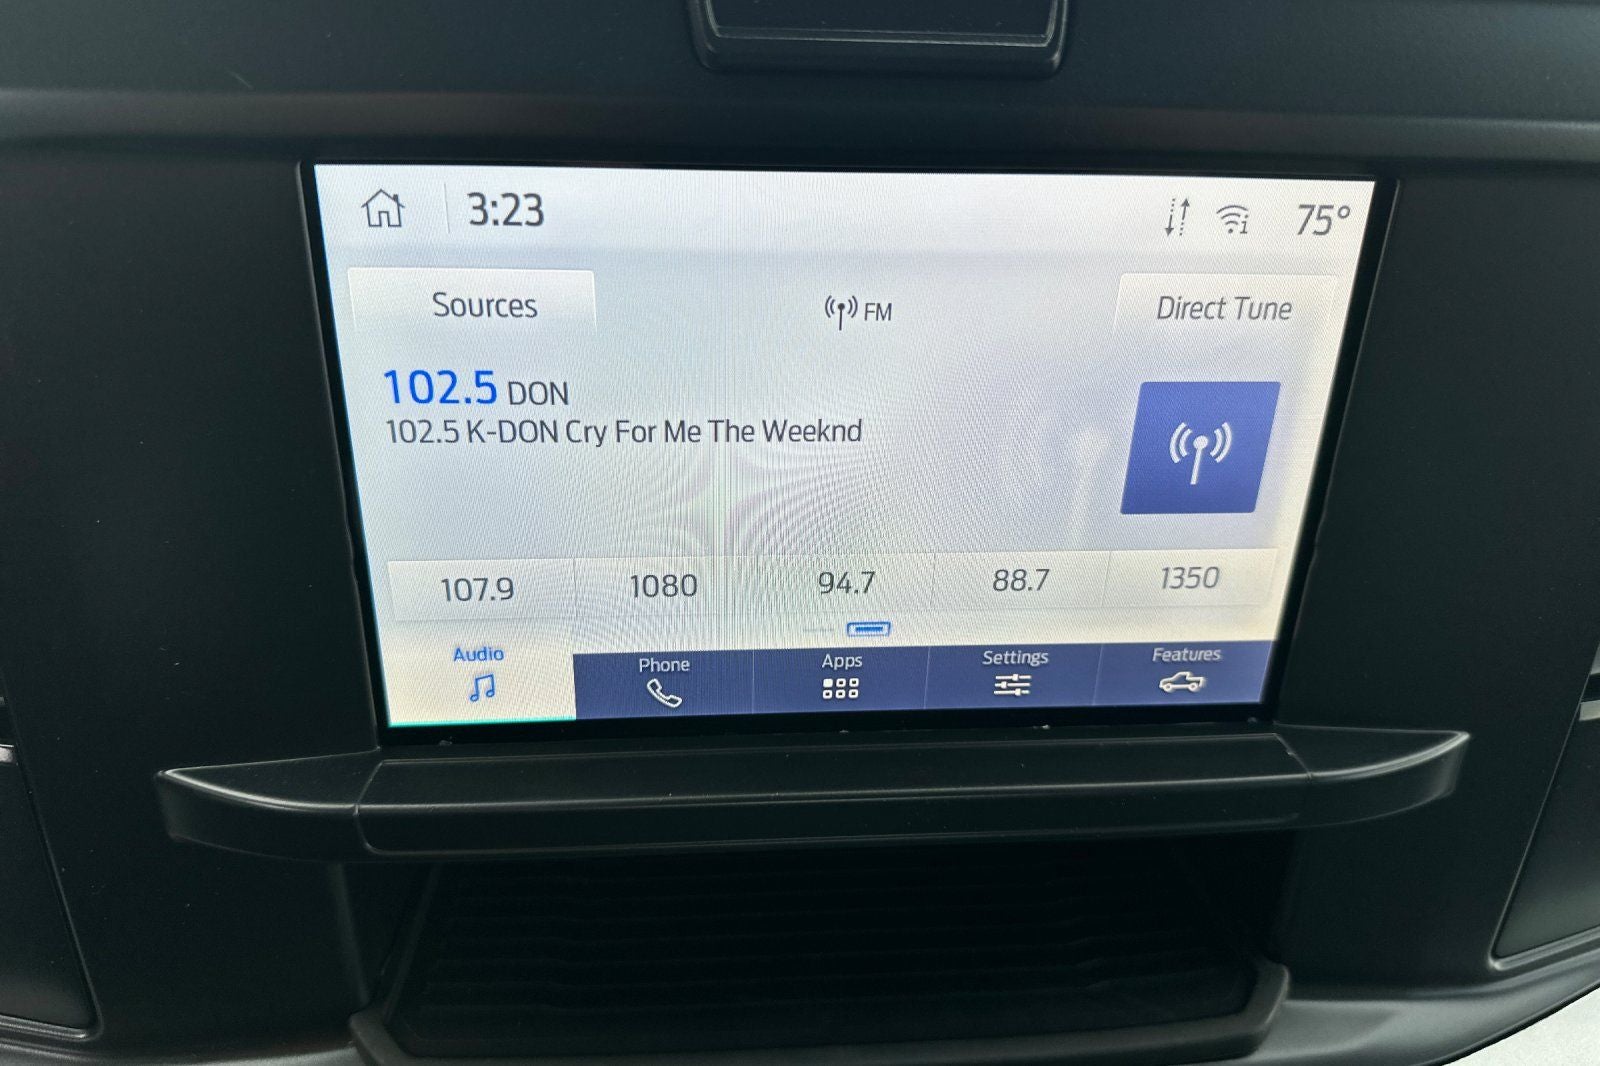 3:23
75°
Sources
FM
Direct Tune
102.5 DON
102.5 K-DON Cry For Me The Weeknd
107.9
1080
94.7
88.7
1350
Audio
Phone
Apps
Settings
Features